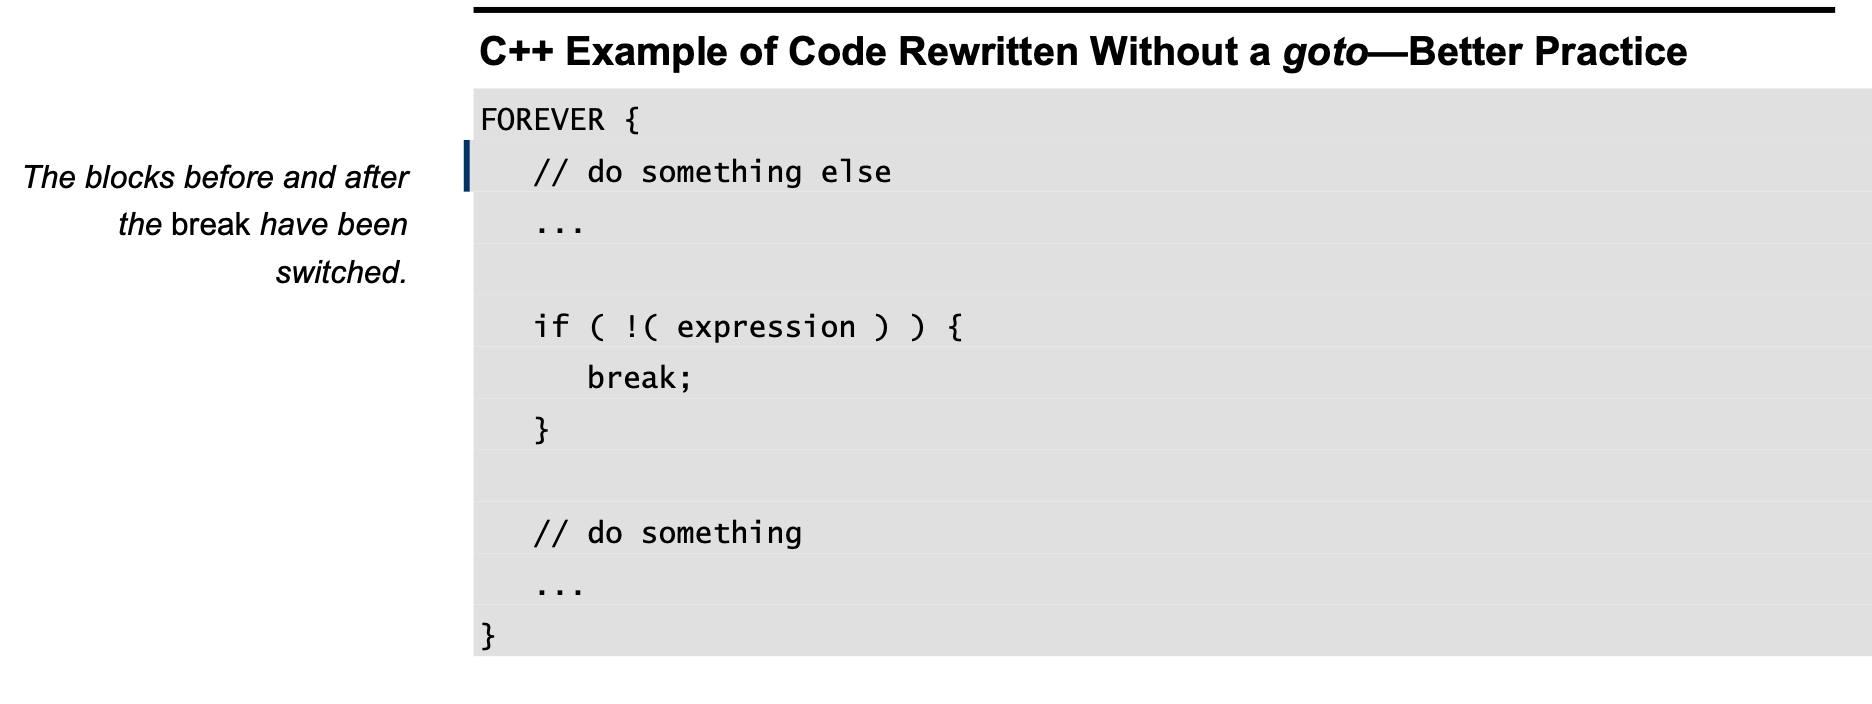 C++ Example of Code Rewritten Without a goto—Better Practice
The blocks before and after
the break have been
switched.
FOREVER {
   // do something else
   ...

   if ( !( expression ) ) {
      break;
   }

   // do something
   ...
}